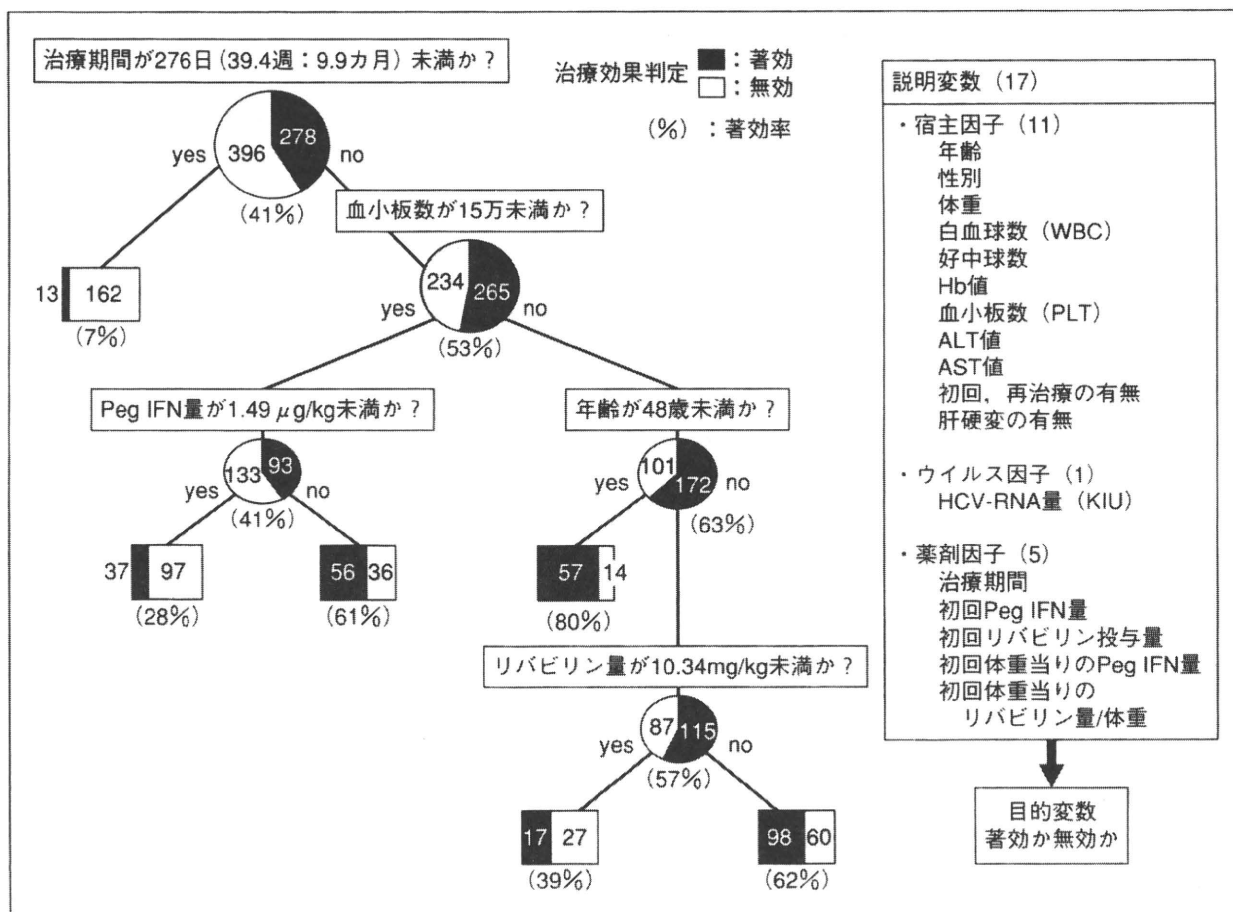 治療期間が276日(39.4週：9.9カ月)未満か？
治療効果判定 ：著効
：無効
(%)：著効率
278
396
yes
no
(41%)
血小板数が15万未満か？
13
162
(7%)
234
265
yes
no
(53%)
Peg IFN量が1.49 μg/kg未満か？
年齢が48歳未満か？
133
93
yes
no
(41%)
101
172
yes
no
(63%)
37
97
(28%)
56
36
(61%)
57
14
(80%)
リバビリン量が10.34mg/kg未満か？
87
115
yes
no
(57%)
17
27
(39%)
98
60
(62%)
説明変数（17）
・宿主因子（11）
年齢
性別
体重
白血球数（WBC）
好中球数
Hb値
血小板数（PLT）
ALT値
AST値
初回，再治療の有無
肝硬変の有無
・ウイルス因子（1）
HCV-RNA量（KIU）
・薬剤因子（5）
治療期間
初回Peg IFN量
初回リバビリン投与量
初回体重当りのPeg IFN量
初回体重当りの
リバビリン量/体重
目的変数
著効か無効か